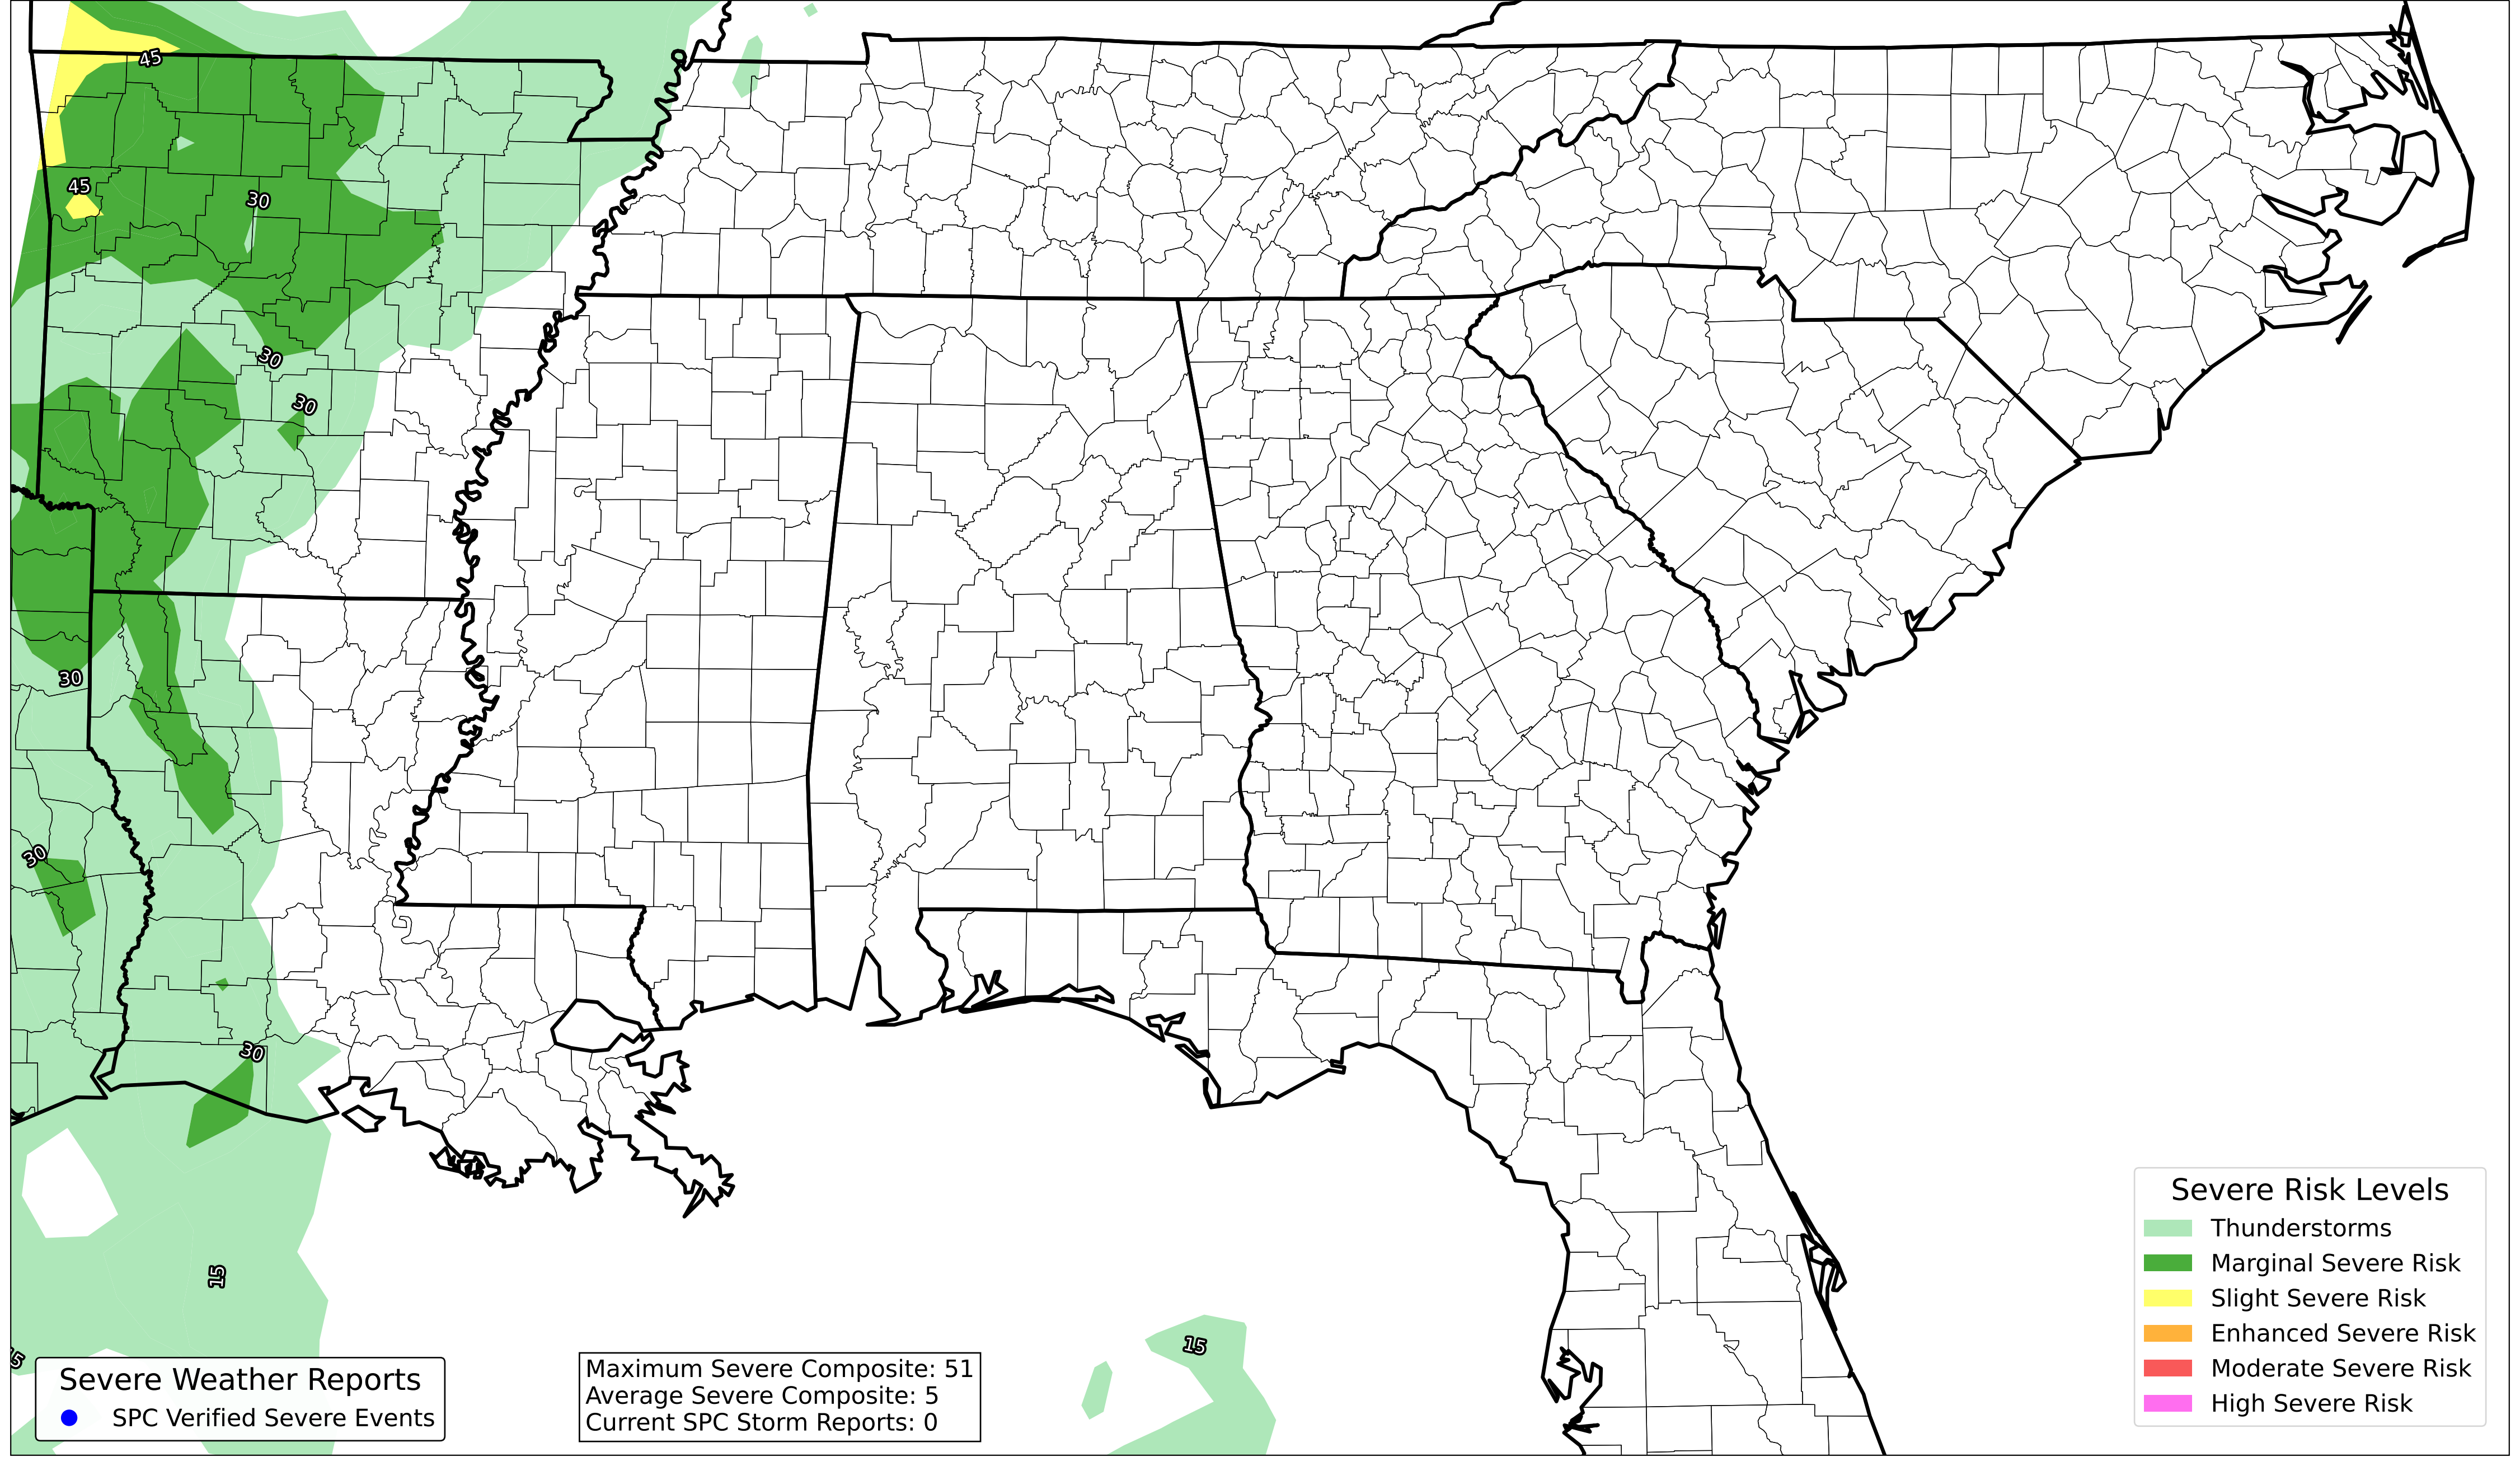 45
45
30
30
30
30
30
30
15
15
15
Severe Risk Levels
Thunderstorms
Marginal Severe Risk
Slight Severe Risk
Enhanced Severe Risk
Moderate Severe Risk
High Severe Risk
Severe Weather Reports
SPC Verified Severe Events
Maximum Severe Composite: 51
Average Severe Composite: 5
Current SPC Storm Reports: 0